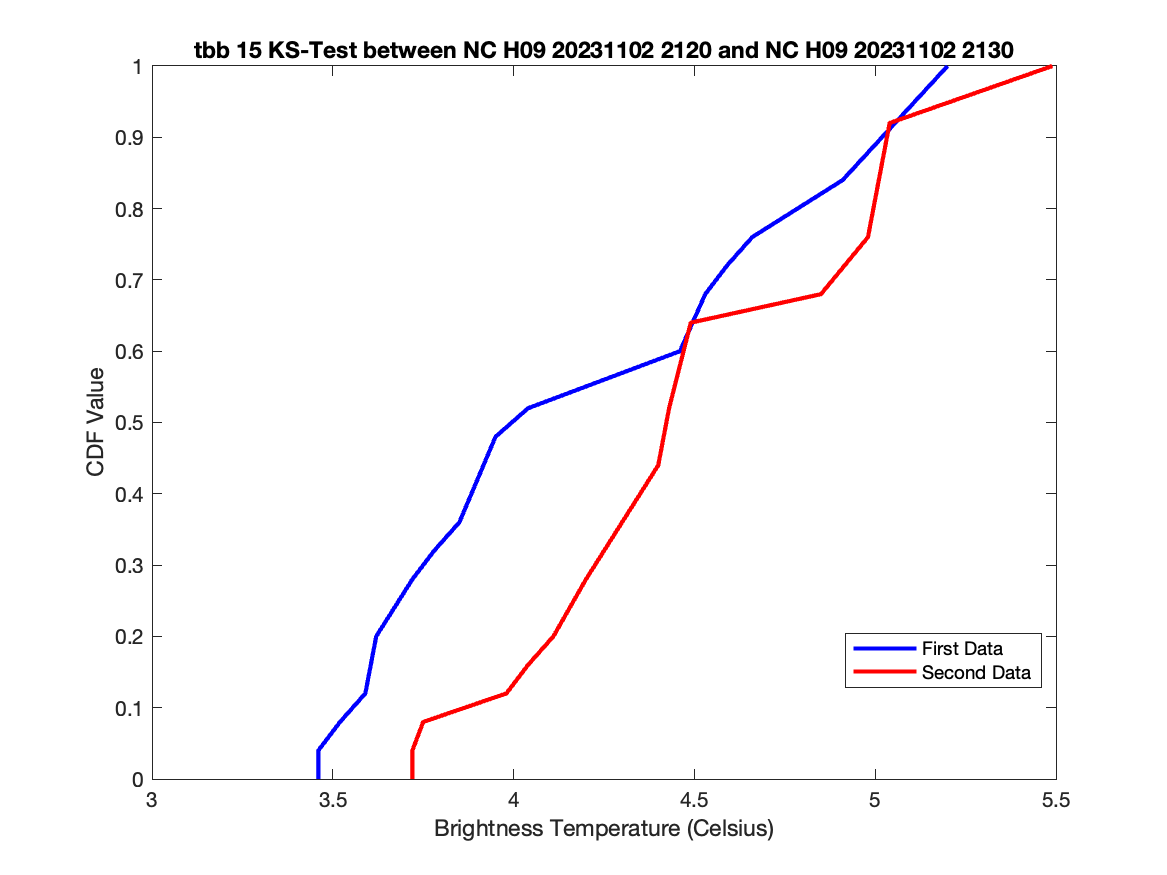 tbb 15 KS-Test between NC H09 20231102 2120 and NC H09 20231102 2130
1
0.9
0.8
0.7
0.6
0.5
0.4
0.3
0.2
0.1
0
CDF Value
First Data
Second Data
3 3.5 4 4.5 5 5.5
Brightness Temperature (Celsius)